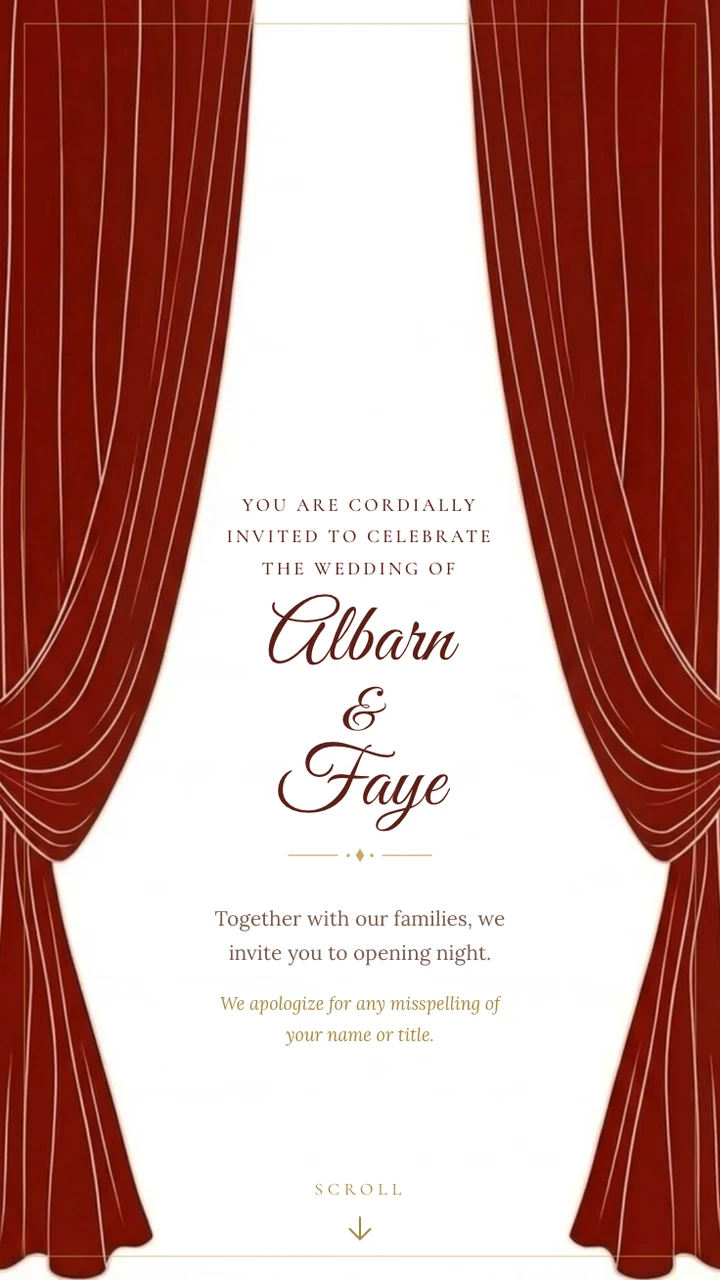 YOU ARE CORDIALLY
INVITED TO CELEBRATE
THE WEDDING OF
Albarn
&
Faye
Together with our families, we
invite you to opening night.
We apologize for any misspelling of
your name or title.
SCROLL